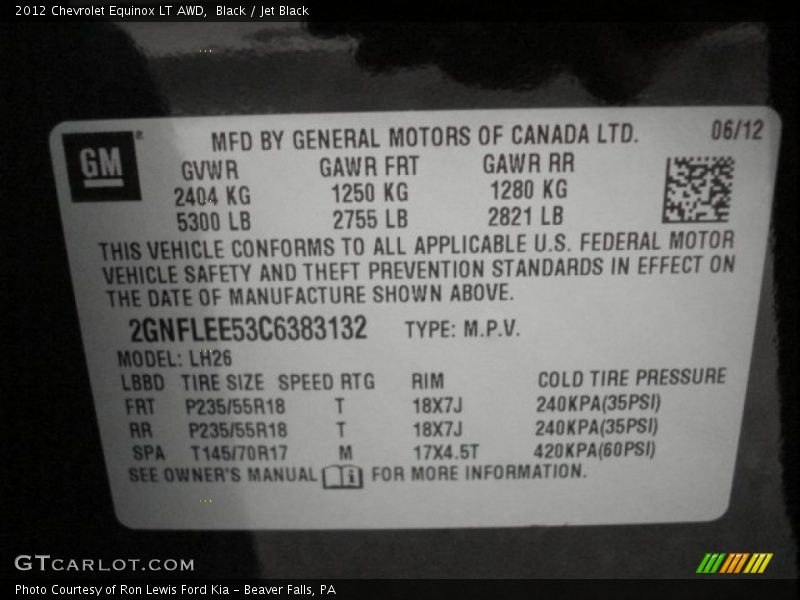 2012 Chevrolet Equinox LT AWD,  Black / Jet Black
GM
MFD BY GENERAL MOTORS OF CANADA LTD. 06/12
GVWR GAWR FRT GAWR RR
2404 KG 1250 KG 1280 KG
5300 LB 2755 LB 2821 LB
THIS VEHICLE CONFORMS TO ALL APPLICABLE U.S. FEDERAL MOTOR
VEHICLE SAFETY AND THEFT PREVENTION STANDARDS IN EFFECT ON
THE DATE OF MANUFACTURE SHOWN ABOVE.
2GNFLEE53C6383132 TYPE: M.P.V.
MODEL: LH26
LBBD TIRE SIZE SPEED RTG RIM COLD TIRE PRESSURE
FRT P235/55R18 T 18X7J 240KPA(35PSI)
RR P235/55R18 T 18X7J 240KPA(35PSI)
SPA T145/70R17 M 17X4.5T 420KPA(60PSI)
SEE OWNER'S MANUAL i FOR MORE INFORMATION.
GTCARLOT.COM
Photo Courtesy of Ron Lewis Ford Kia - Beaver Falls, PA